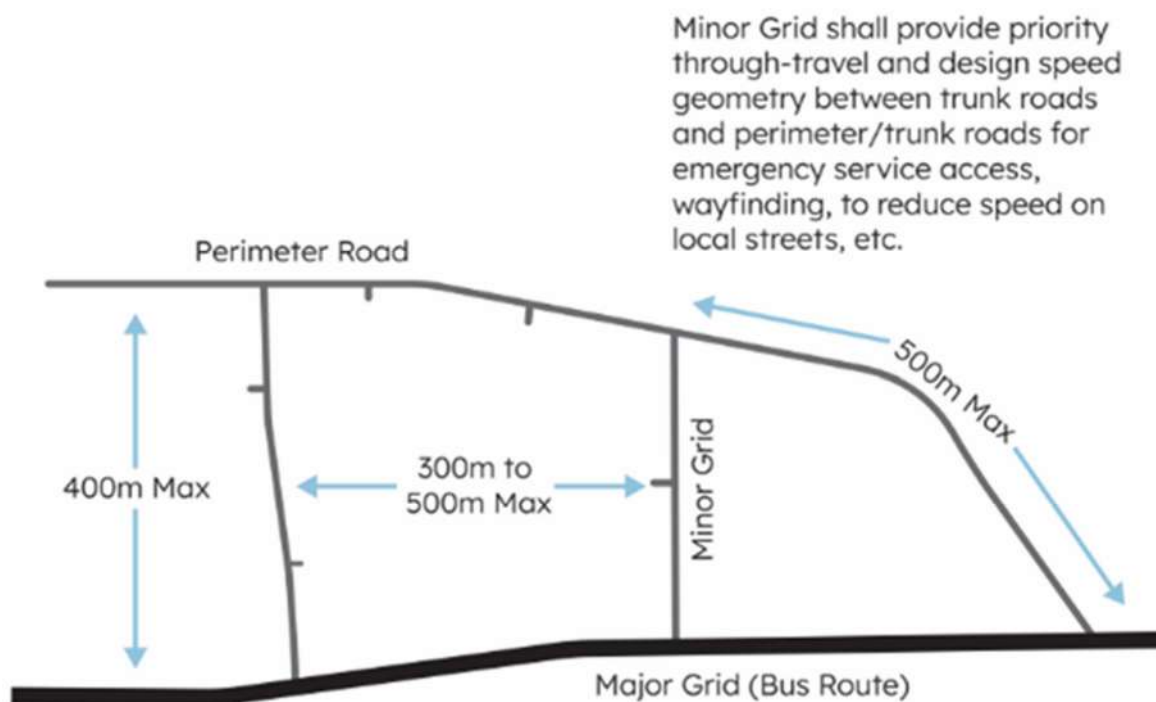 Minor Grid shall provide priority
through-travel and design speed
geometry between trunk roads
and perimeter/trunk roads for
emergency service access,
wayfinding, to reduce speed on
local streets, etc.
Perimeter Road
500m Max
400m Max
300m to
500m Max
Minor Grid
Major Grid (Bus Route)